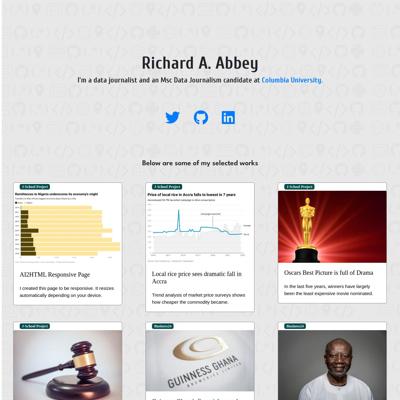 Richard A. Abbey
I'm a data journalist and an Msc Data Journalism candidate at Columbia University.
Below are some of my selected works
J-School Project
Remittances to Nigeria underscores its economy's might
AI2HTML Responsive Page
I created this page to be responsive. It resizes
automatically depending on your device.
J-School Project
Price of local rice in Accra falls to lowest in 7 years
Local rice price sees dramatic fall in
Accra
Trend analysis of market price surveys shows
how cheaper the commodity became.
J-School Project
Oscars Best Picture is full of Drama
In the last five years, winners have largely
been the least expensive movie nominated.
J-School Project
Business24
GUINNESS GHANA
BREWERIES LIMITED
Business24